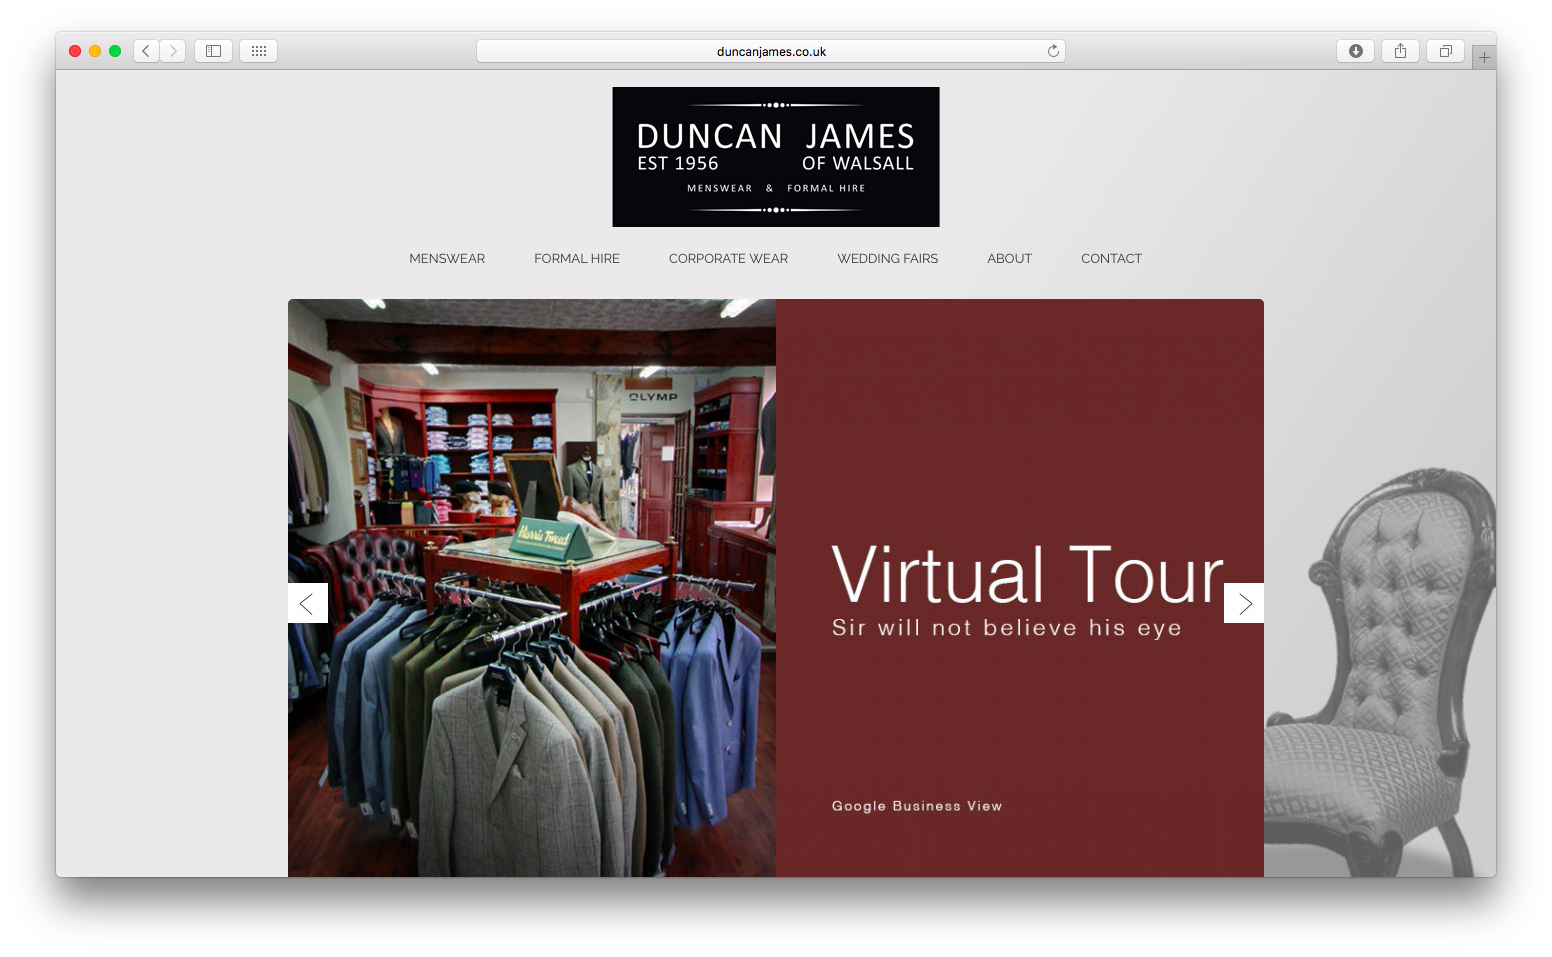 duncanjames.co.uk
DUNCAN JAMES
EST 1956 OF WALSALL
MENSWEAR & FORMAL HIRE
MENSWEAR FORMAL HIRE CORPORATE WEAR WEDDING FAIRS ABOUT CONTACT
OLYMP
Harris Tweed
Virtual Tour
Sir will not believe his eye
Google Business View